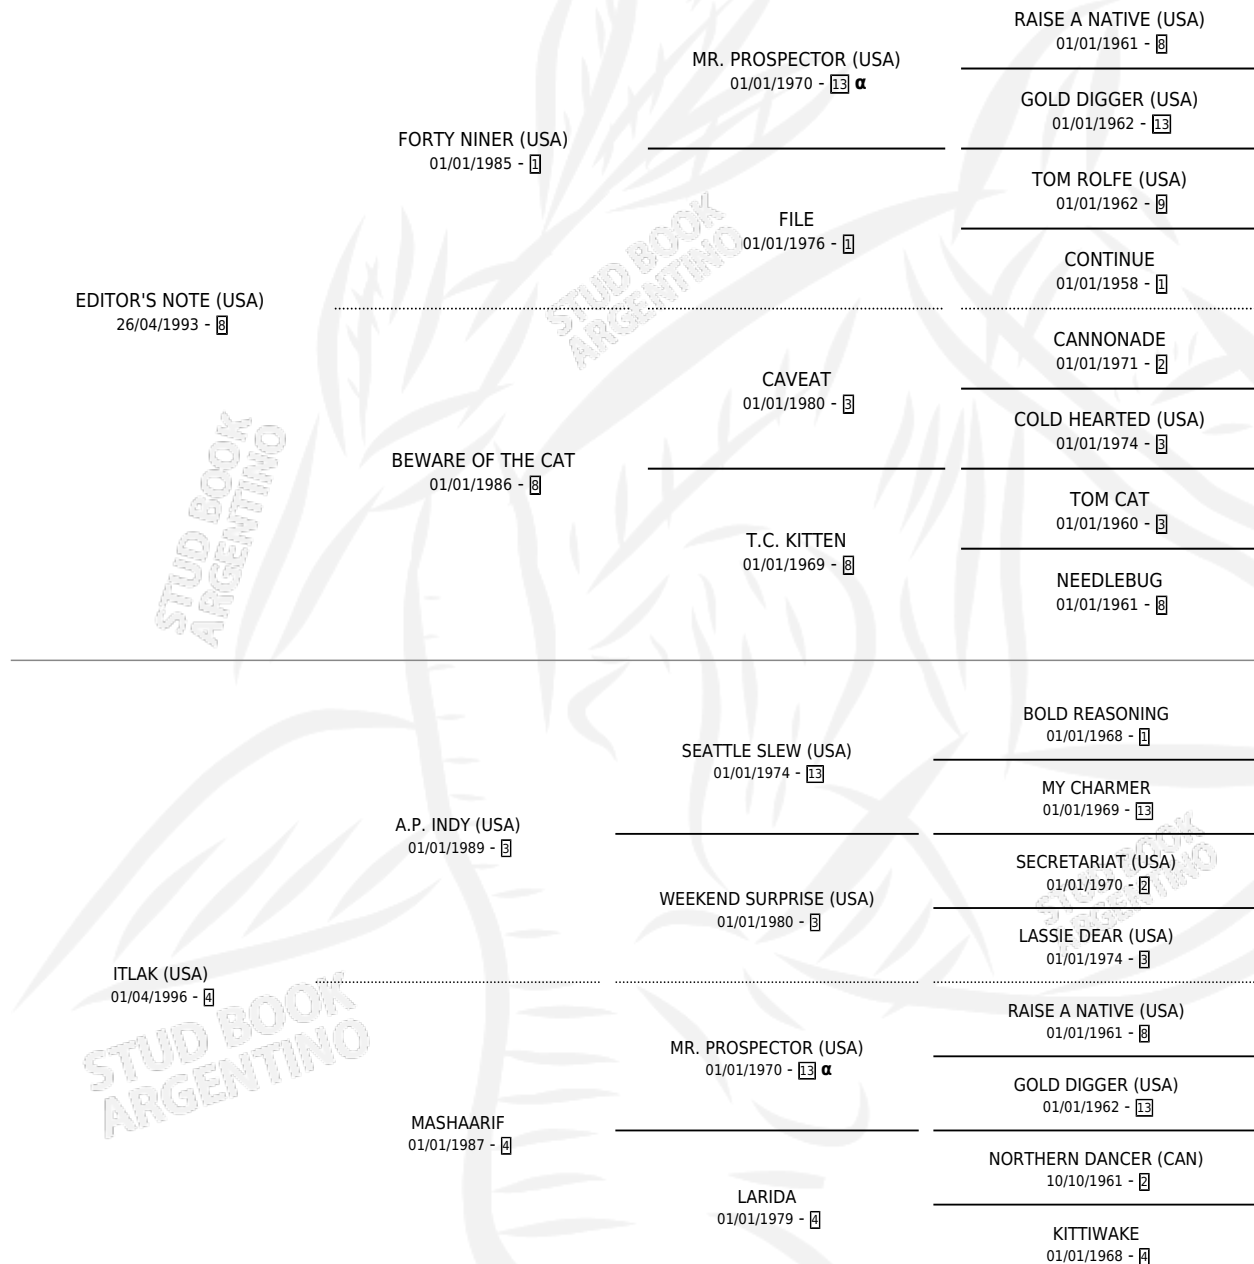 RAISE A NATIVE (USA)
01/01/1961 - 8
MR. PROSPECTOR (USA)
01/01/1970 - 13 α
GOLD DIGGER (USA)
01/01/1962 - 13
FORTY NINER (USA)
01/01/1985 - 1
TOM ROLFE (USA)
01/01/1962 - 9
FILE
01/01/1976 - 1
CONTINUE
01/01/1958 - 1
EDITOR'S NOTE (USA)
26/04/1993 - 8
STUD BOOK
ARGENTINO
CANNONADE
01/01/1971 - 2
CAVEAT
01/01/1980 - 3
COLD HEARTED (USA)
01/01/1974 - 3
BEWARE OF THE CAT
01/01/1986 - 8
STUD BOOK
ARGENTINO
TOM CAT
01/01/1960 - 3
T.C. KITTEN
01/01/1969 - 8
NEEDLEBUG
01/01/1961 - 8
BOLD REASONING
01/01/1968 - 1
SEATTLE SLEW (USA)
01/01/1974 - 13
MY CHARMER
01/01/1969 - 13
A.P. INDY (USA)
01/01/1989 - 3
SECRETARIAT (USA)
01/01/1970 - 2
STUD BOOK
ARGENTINO
WEEKEND SURPRISE (USA)
01/01/1980 - 3
LASSIE DEAR (USA)
01/01/1974 - 3
ITLAK (USA)
01/04/1996 - 4
STUD BOOK
ARGENTINO
RAISE A NATIVE (USA)
01/01/1961 - 8
MR. PROSPECTOR (USA)
01/01/1970 - 13 α
GOLD DIGGER (USA)
01/01/1962 - 13
MASHAARIF
01/01/1987 - 4
NORTHERN DANCER (CAN)
10/10/1961 - 2
LARIDA
01/01/1979 - 4
KITTIWAKE
01/01/1968 - 4